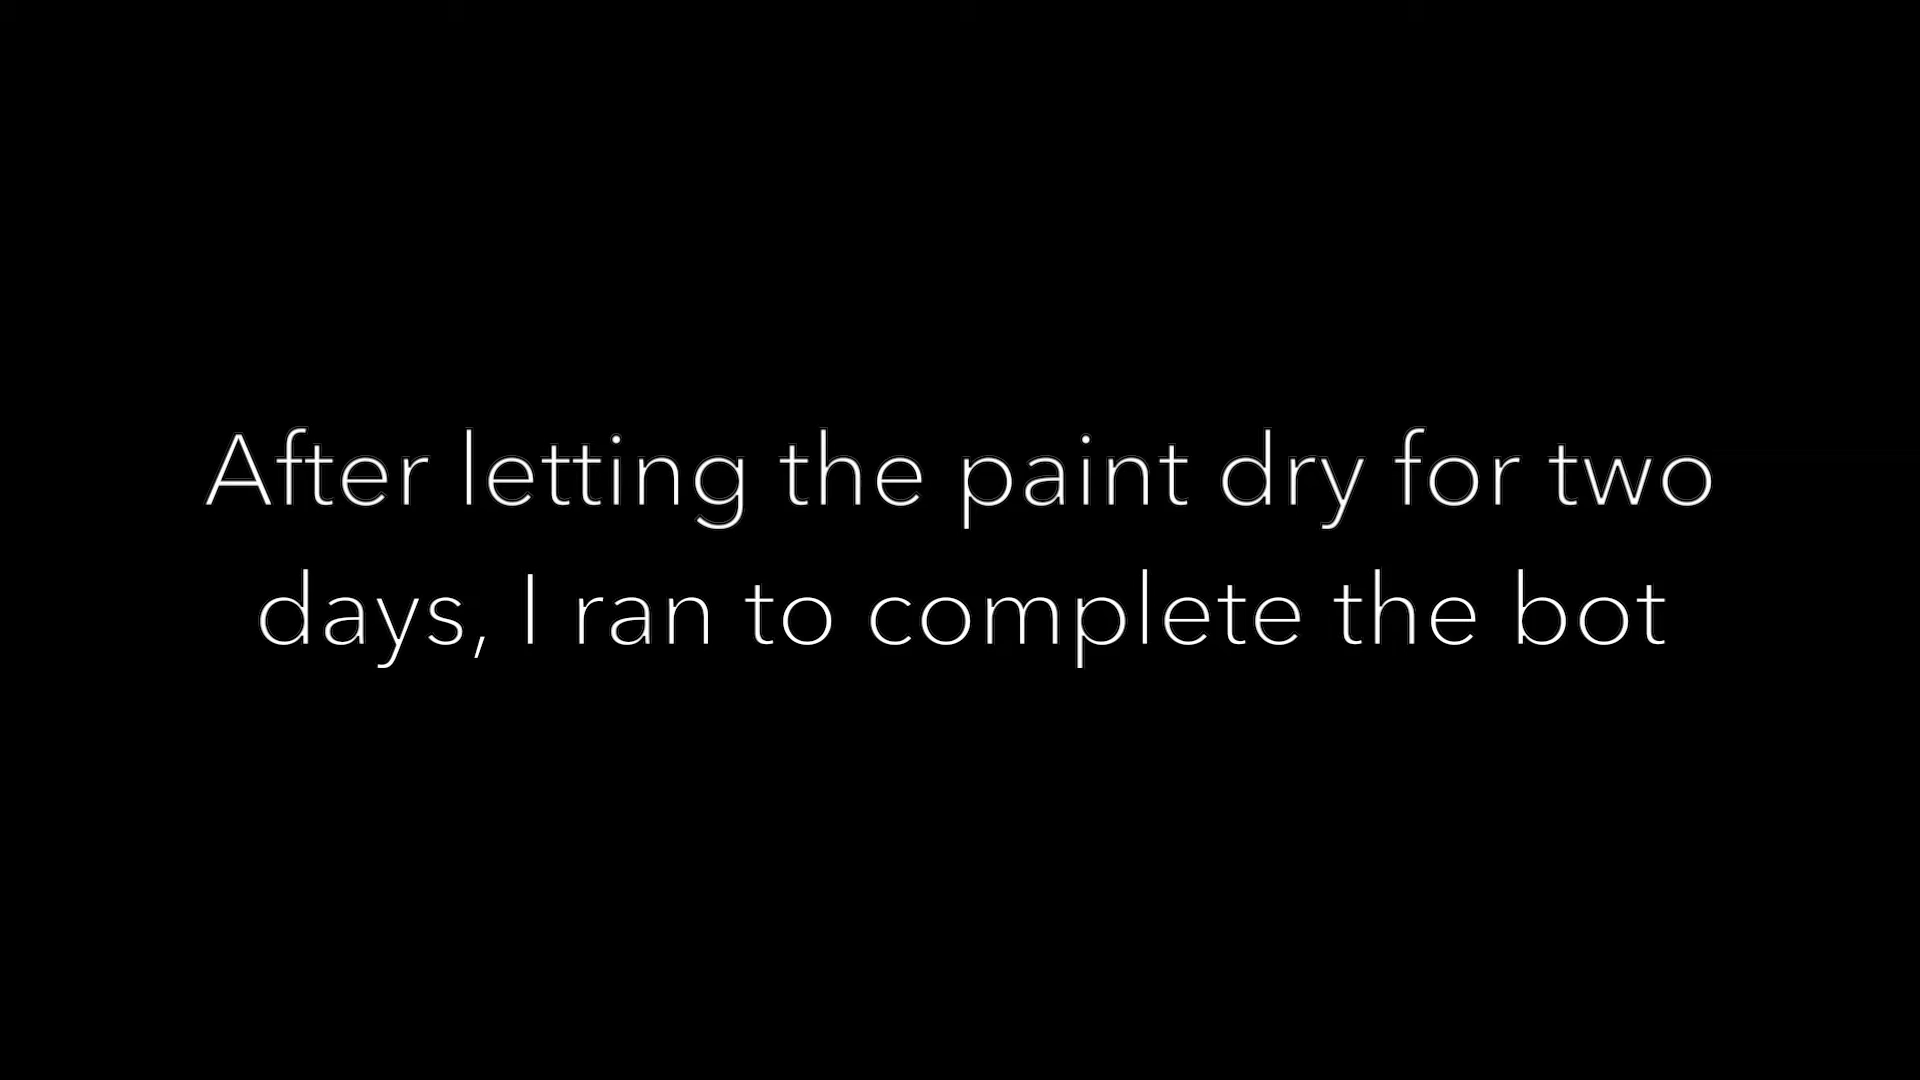 After letting the paint dry for two
days, I ran to complete the bot